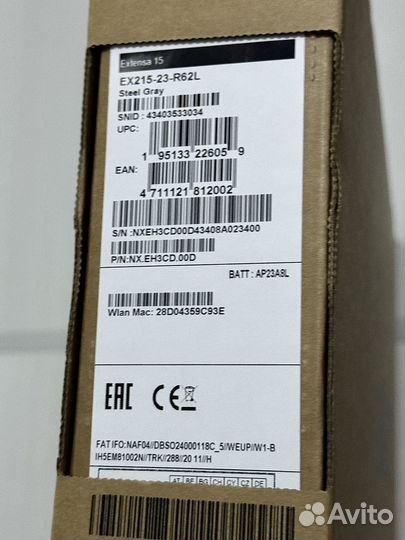 Extensa 15
EX215-23-R62L
Steel Gray
SNID : 43403533034
UPC:
1 95133 22605 9
EAN:
4 711121 812002
S/N :NXEH3CD00D43408A023400
P/N:NX.EH3CD.00D
BATT : AP23A8L
Wlan Mac: 28D04359C93E
EAC CE
FAT IFO:NAF04//DBSO24000118C_5//WEUP//W1-B
IH5EM81002N//TRK//288//20 11//H
AT BE BG CH CY CZ DE
Avito